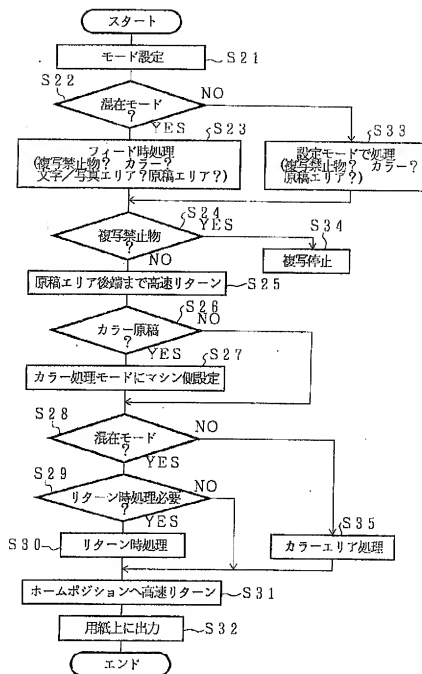 スタート
モード設定 S21
S22
混在モード?
NO
YES
S23
フィード時処理
(複写禁止物? カラー?
文字/写真エリア?原稿エリア?)
S33
設定モードで処理
(複写禁止物? カラー?
原稿エリア?)
S24
複写禁止物?
YES
NO
S34
複写停止
原稿エリア後端まで高速リターン
S25
S26
カラー原稿?
NO
YES
S27
カラー処理モードにマシン側設定
S28
混在モード?
NO
YES
S29
リターン時処理必要?
NO
YES
S30 リターン時処理
S35
カラーエリア処理
ホームポジションへ高速リターン S31
用紙上に出力 S32
エンド